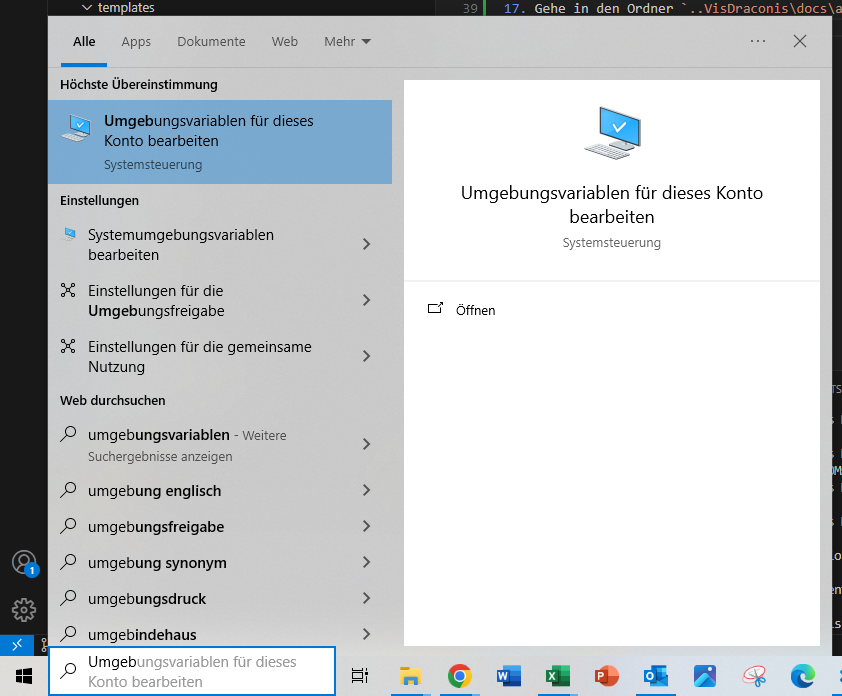 templates
39 17. Gehe in den Ordner `..VisDraconis\docs\a
Alle Apps Dokumente Web Mehr
Höchste Übereinstimmung
Umgebungsvariablen für dieses
Konto bearbeiten
Systemsteuerung
Einstellungen
Systemumgebungsvariablen
bearbeiten
Einstellungen für die
Umgebungsfreigabe
Einstellungen für die gemeinsame
Nutzung
Web durchsuchen
umgebungsvariablen - Weitere
Suchergebnisse anzeigen
umgebung englisch
umgebungsfreigabe
umgebung synonym
umgebungsdruck
umgebindehaus
Umgebungsvariablen für dieses
Konto bearbeiten
Umgebungsvariablen für dieses Konto
bearbeiten
Systemsteuerung
Öffnen
1